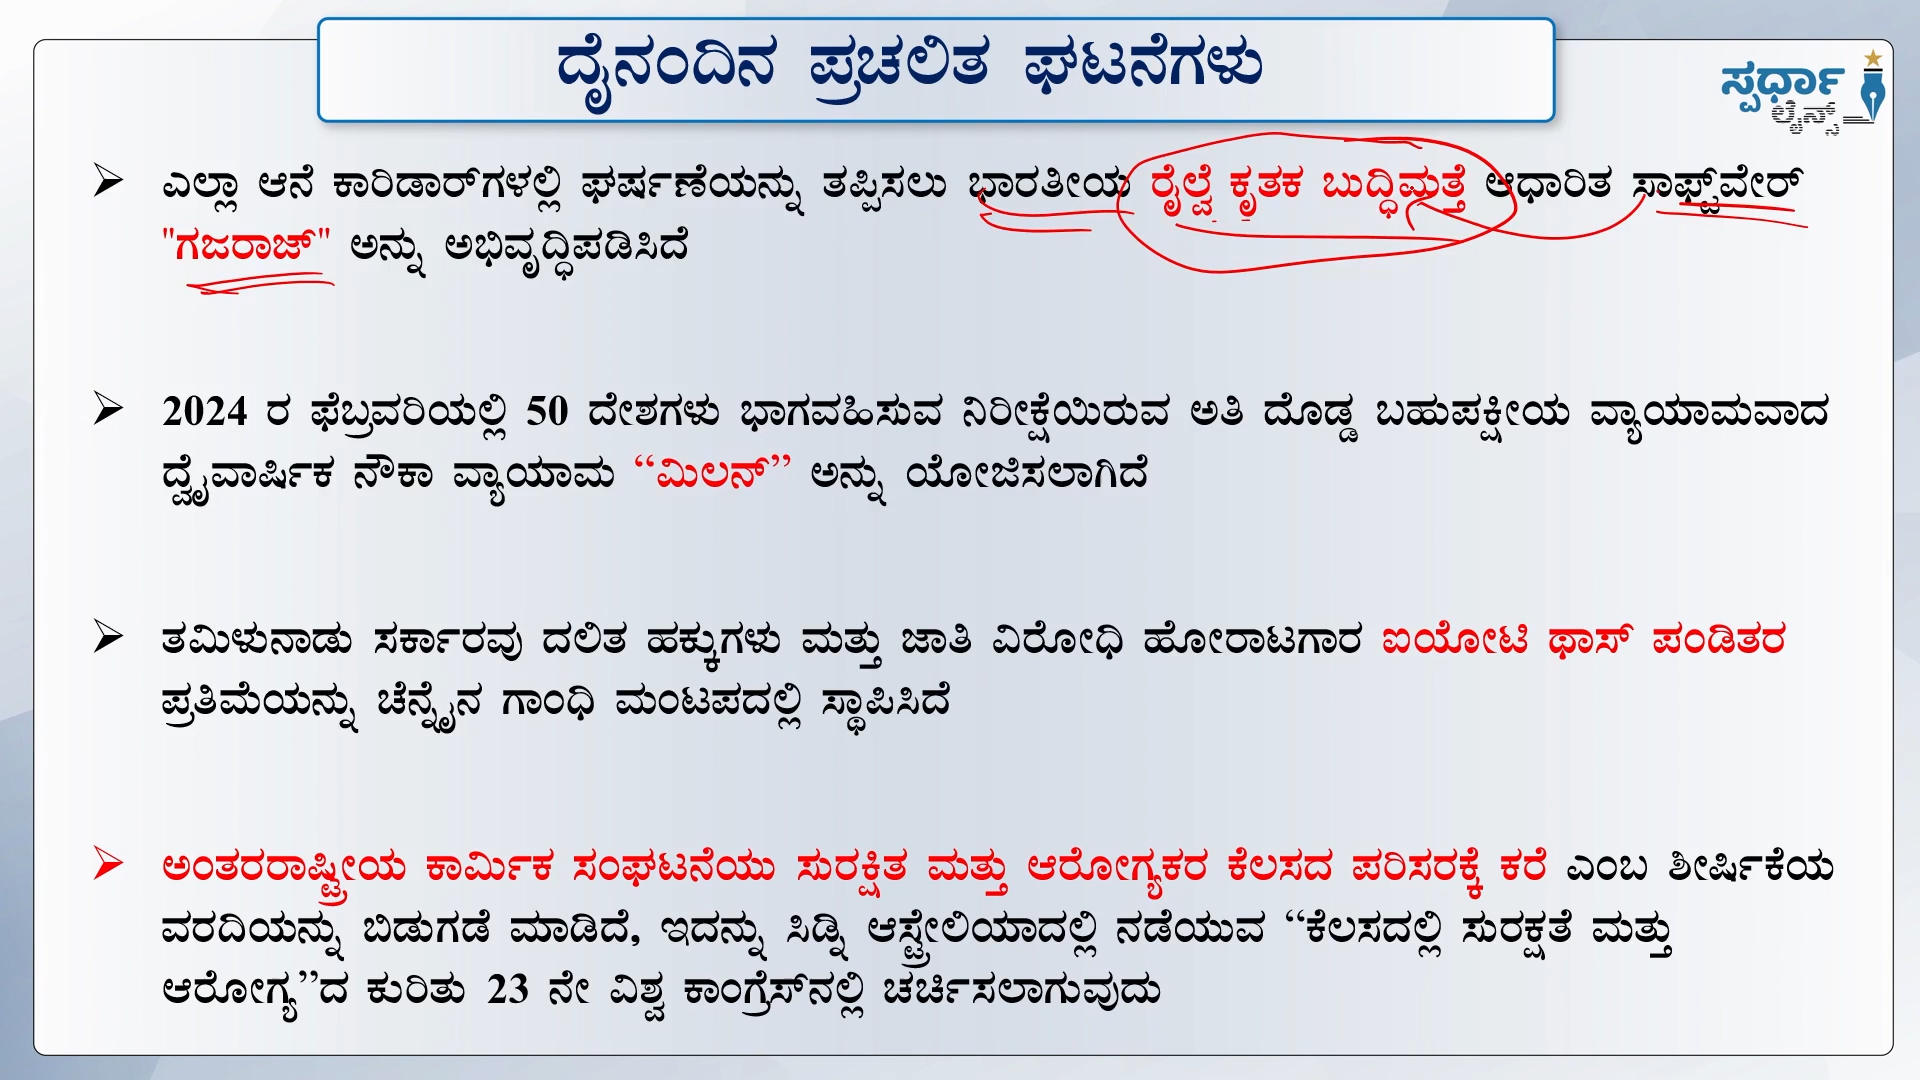 ದೈನಂದಿನ ಪ್ರಚಲಿತ ಘಟನೆಗಳು
ಸ್ಪರ್ಧಾ
ಲೈನ್ಸ್
ಎಲ್ಲಾ ಆನೆ ಕಾರಿಡಾರ್‌ಗಳಲ್ಲಿ ಘರ್ಷಣೆಯನ್ನು ತಪ್ಪಿಸಲು ಭಾರತೀಯ ರೈಲ್ವೆ ಕೃತಕ ಬುದ್ಧಿಮತ್ತೆ ಆಧಾರಿತ ಸಾಫ್ಟ್‌ವೇರ್
"ಗಜರಾಜ್" ಅನ್ನು ಅಭಿವೃದ್ಧಿಪಡಿಸಿದೆ
2024 ರ ಫೆಬ್ರವರಿಯಲ್ಲಿ 50 ದೇಶಗಳು ಭಾಗವಹಿಸುವ ನಿರೀಕ್ಷೆಯಿರುವ ಅತಿ ದೊಡ್ಡ ಬಹುಪಕ್ಷೀಯ ವ್ಯಾಯಾಮವಾದ
ದ್ವೈವಾರ್ಷಿಕ ನೌಕಾ ವ್ಯಾಯಾಮ “ಮಿಲನ್” ಅನ್ನು ಯೋಜಿಸಲಾಗಿದೆ
ತಮಿಳುನಾಡು ಸರ್ಕಾರವು ದಲಿತ ಹಕ್ಕುಗಳು ಮತ್ತು ಜಾತಿ ವಿರೋಧಿ ಹೋರಾಟಗಾರ ಐಯೋಟಿ ಥಾಸ್ ಪಂಡಿತರ
ಪ್ರತಿಮೆಯನ್ನು ಚೆನ್ನೈನ ಗಾಂಧಿ ಮಂಟಪದಲ್ಲಿ ಸ್ಥಾಪಿಸಿದೆ
ಅಂತರರಾಷ್ಟ್ರೀಯ ಕಾರ್ಮಿಕ ಸಂಘಟನೆಯು ಸುರಕ್ಷಿತ ಮತ್ತು ಆರೋಗ್ಯಕರ ಕೆಲಸದ ಪರಿಸರಕ್ಕೆ ಕರೆ ಎಂಬ ಶೀರ್ಷಿಕೆಯ
ವರದಿಯನ್ನು ಬಿಡುಗಡೆ ಮಾಡಿದೆ, ಇದನ್ನು ಸಿಡ್ನಿ ಆಸ್ಟ್ರೇಲಿಯಾದಲ್ಲಿ ನಡೆಯುವ “ಕೆಲಸದಲ್ಲಿ ಸುರಕ್ಷತೆ ಮತ್ತು
ಆರೋಗ್ಯ”ದ ಕುರಿತು 23 ನೇ ವಿಶ್ವ ಕಾಂಗ್ರೆಸ್‌ನಲ್ಲಿ ಚರ್ಚಿಸಲಾಗುವುದು